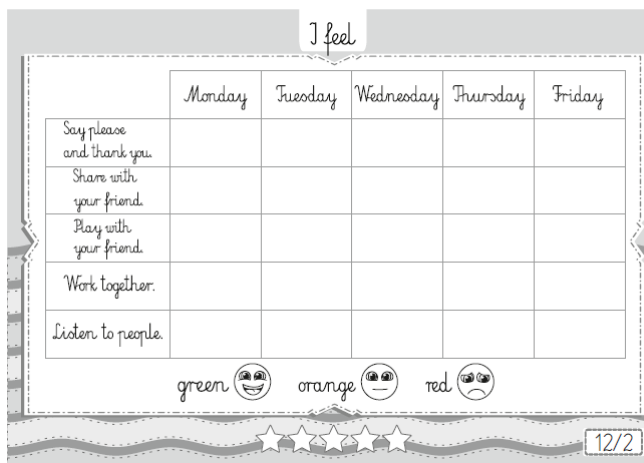 I feel
Monday Tuesday Wednesday Thursday Friday
Say please
and thank you.
Share with
your friend.
Play with
your friend.
Work together.
Listen to people.
green orange red
12/2